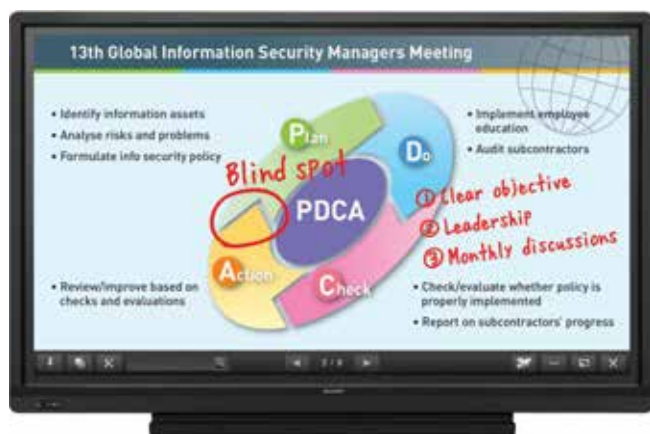 13th Global Information Security Managers Meeting
• Identify information assets
• Analyse risks and problems
• Formulate info security policy
• Implement employee
education
• Audit subcontractors
Plan
Do
Blind spot
PDCA
① Clear objective
② Leadership
③ Monthly discussions
Action
Check
• Review/improve based on
checks and evaluations
• Check/evaluate whether policy is
properly implemented
• Report on subcontractors' progress
SHARP